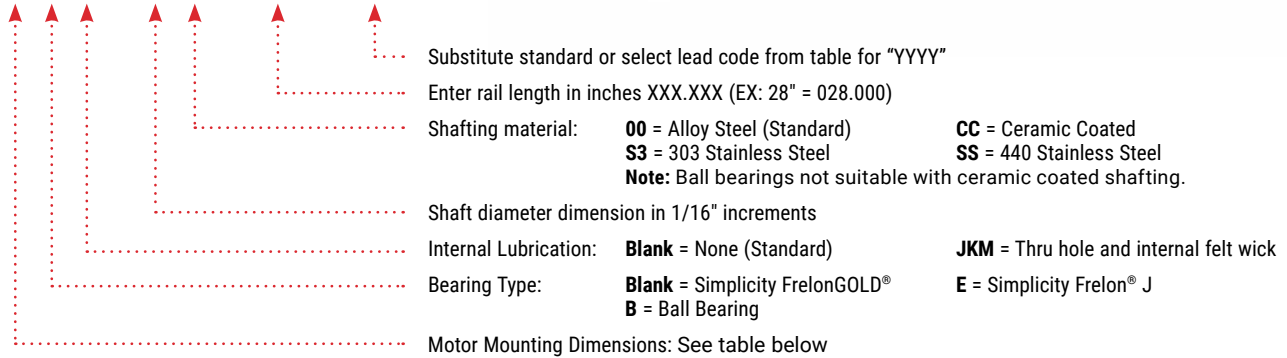 Substitute standard or select lead code from table for “YYYY”
Enter rail length in inches XXX.XXX (EX: 28" = 028.000)
Shafting material: 00 = Alloy Steel (Standard) CC = Ceramic Coated
S3 = 303 Stainless Steel SS = 440 Stainless Steel
Note: Ball bearings not suitable with ceramic coated shafting.
Shaft diameter dimension in 1/16" increments
Internal Lubrication: Blank = None (Standard) JKM = Thru hole and internal felt wick
Bearing Type: Blank = Simplicity FrelonGOLD® E = Simplicity Frelon® J
B = Ball Bearing
Motor Mounting Dimensions: See table below